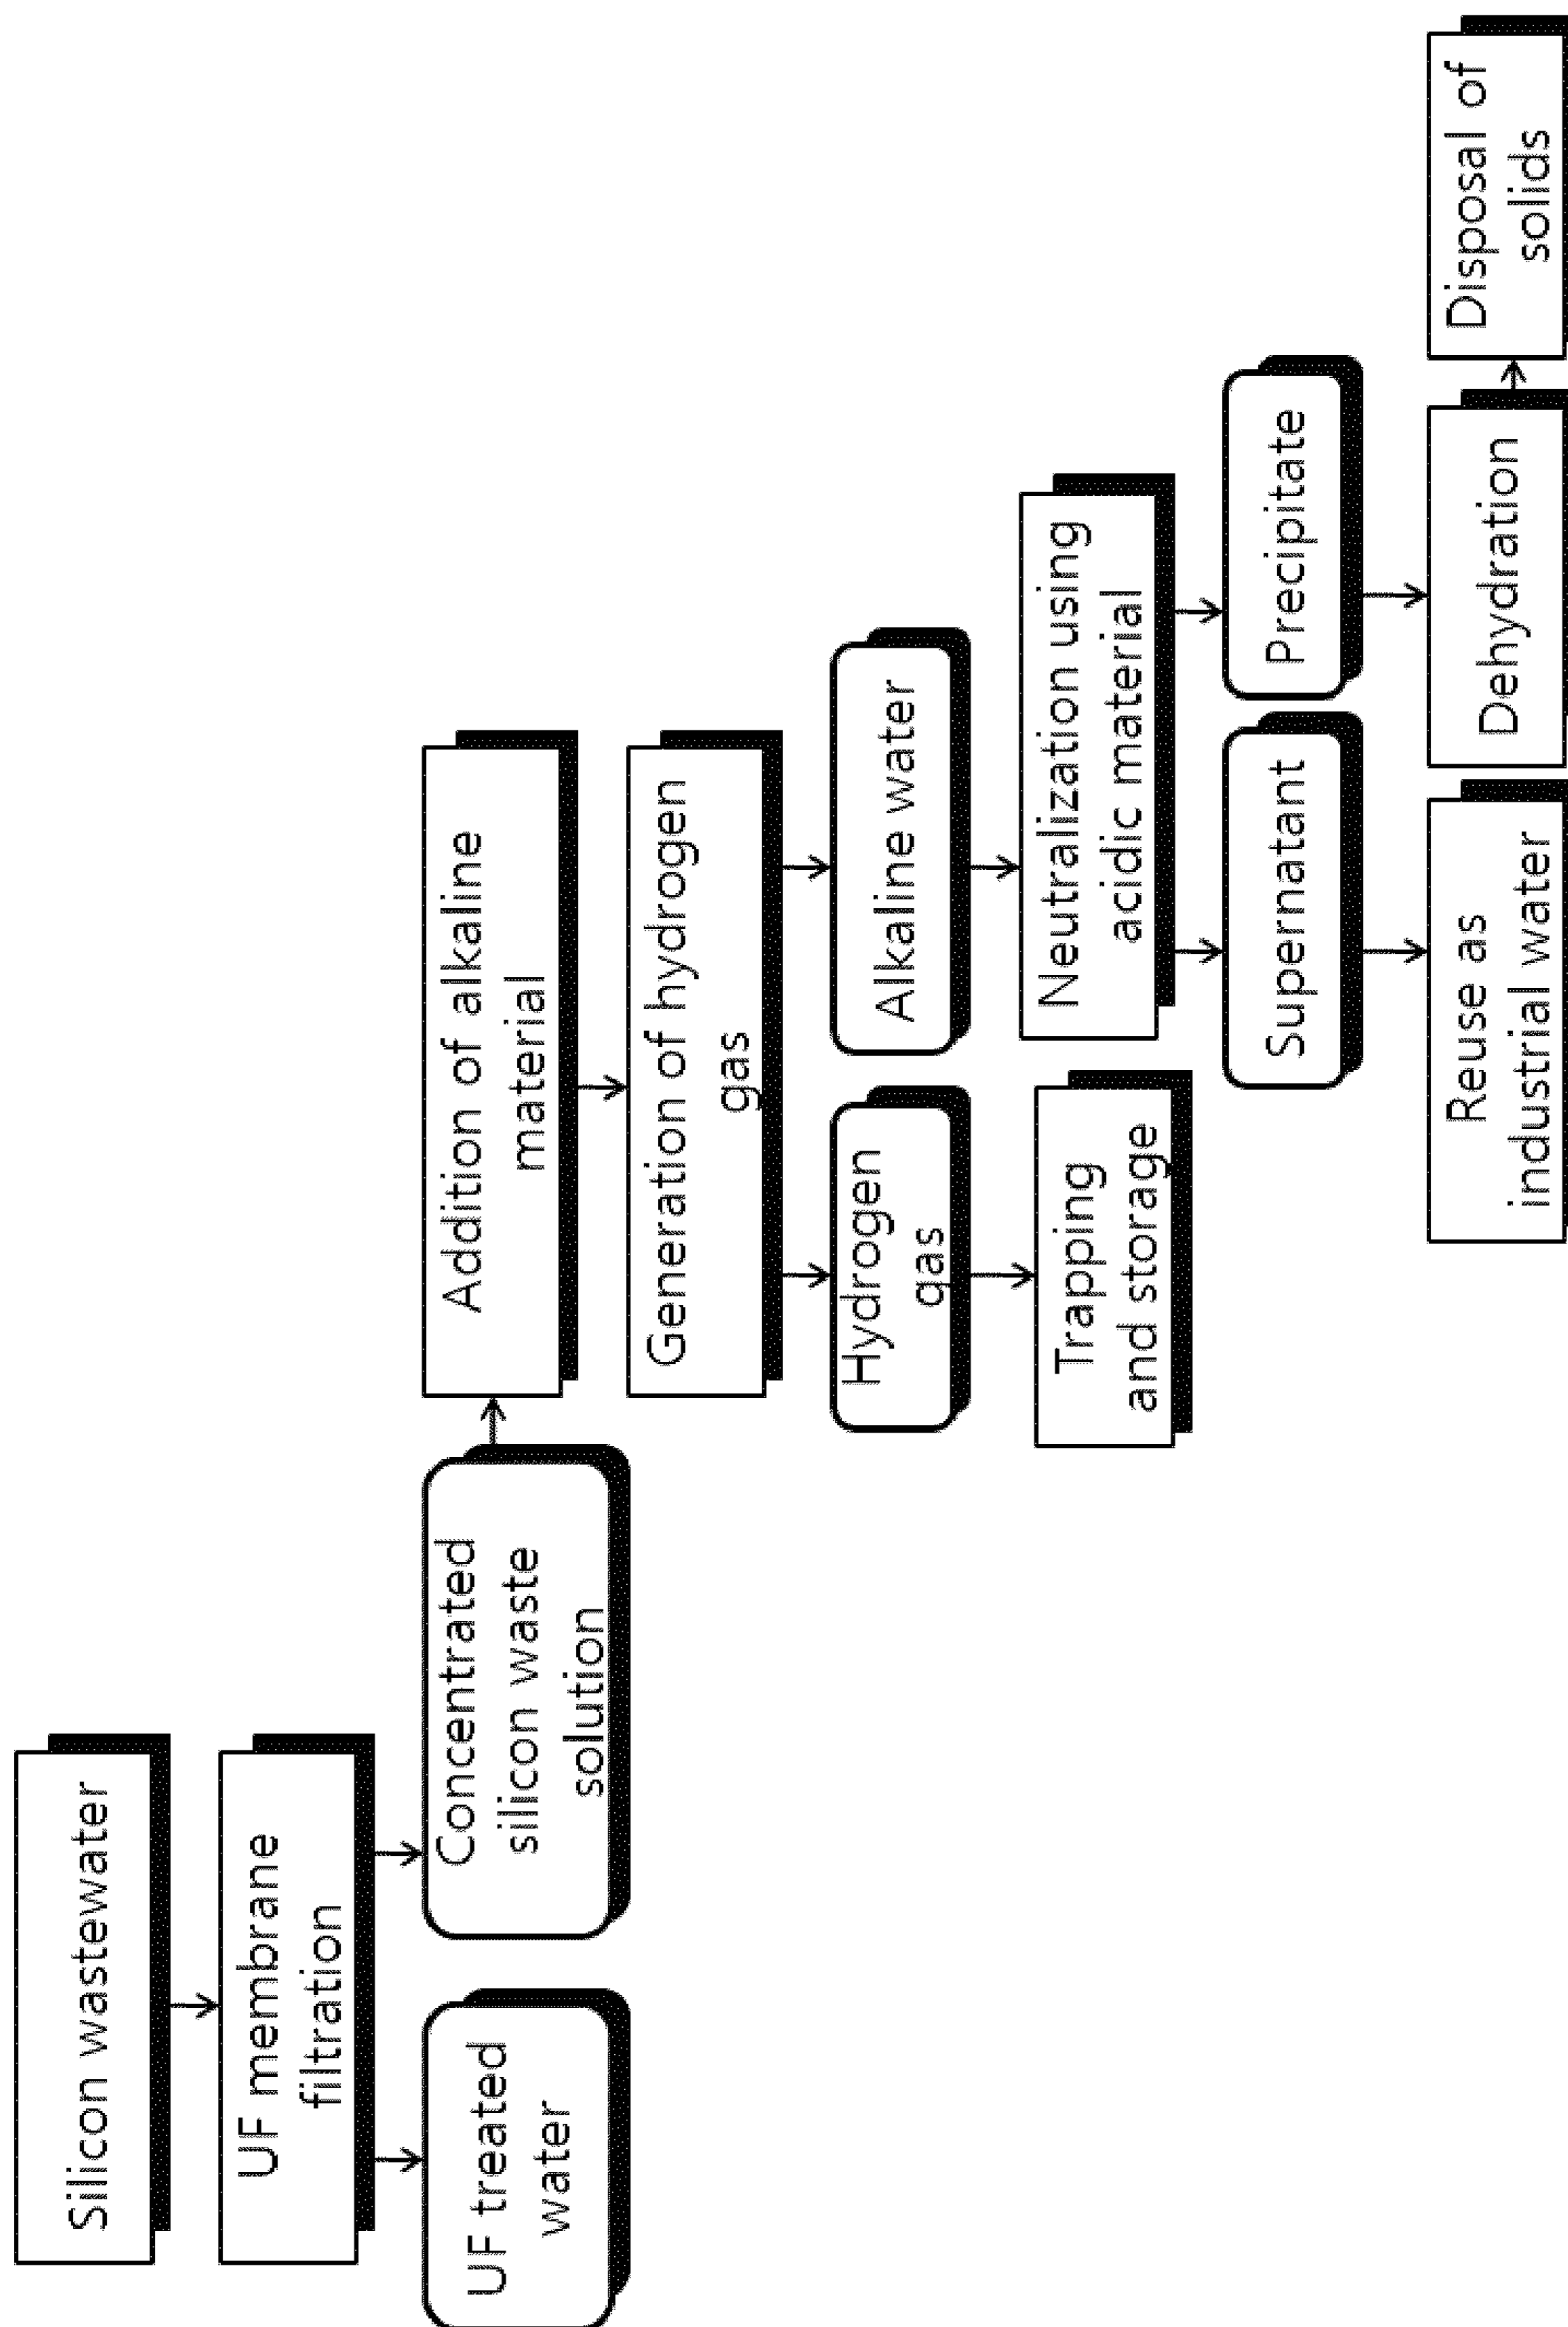 Silicon wastewater
UF membrane
filtration
UF treated
water
Concentrated
silicon waste
solution
Addition of alkaline
material
Generation of hydrogen
gas
Hydrogen
gas
Alkaline water
Trapping
and storage
Neutralization using
acidic material
Supernatant
Precipitate
Reuse as
industrial water
Dehydration
Disposal of
solids